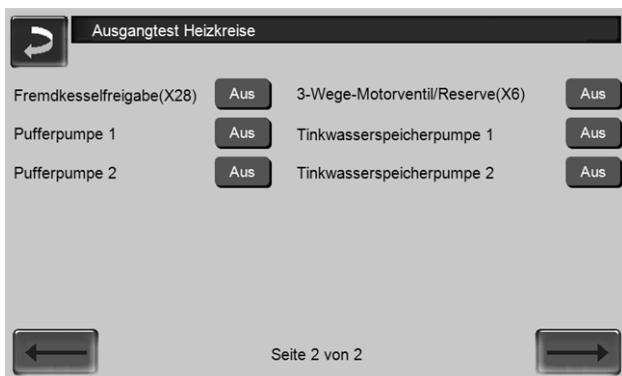 Ausgangtest Heizkreise
Fremdkesselfreigabe(X28) Aus 3-Wege-Motorventil/Reserve(X6) Aus
Pufferpumpe 1 Aus Tinkwasserspeicherpumpe 1 Aus
Pufferpumpe 2 Aus Tinkwasserspeicherpumpe 2 Aus
Seite 2 von 2